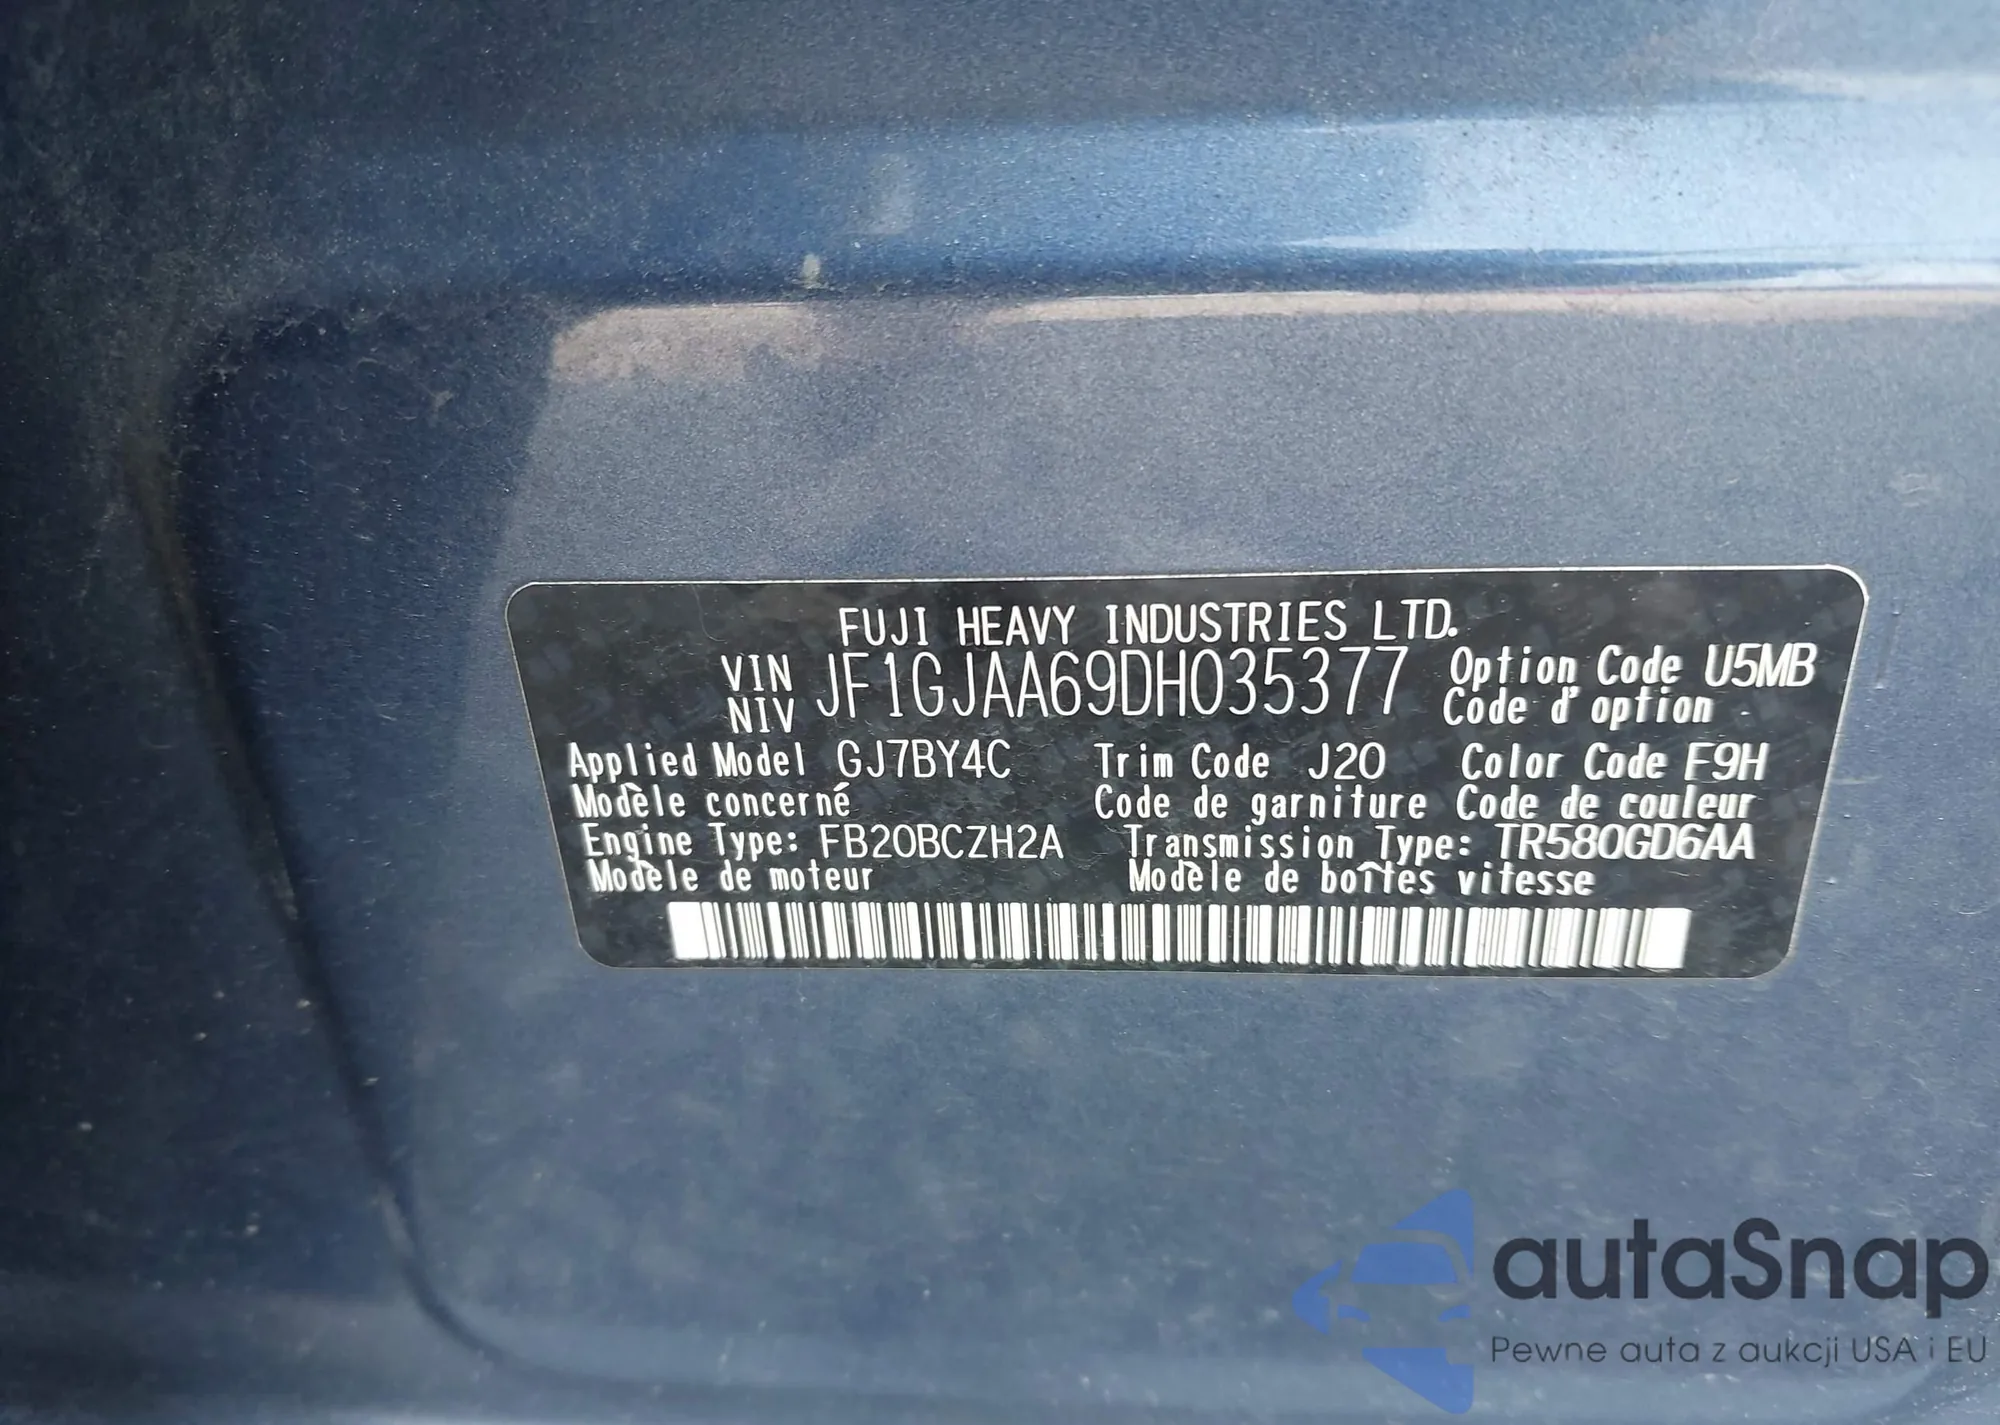 FUJI HEAVY INDUSTRIES LTD.
VIN JF1GJAA69DH035377 Option Code U5MB
NIV Code d'option
Applied Model GJ7BY4C Trim Code J20 Color Code F9H
Modèle concerné Code de garniture Code de couleur
Engine Type: FB20BCZH2A Transmission Type: TR580GD6AA
Modèle de moteur Modèle de boîtes vitesse
autaSnap
Pewne auta z aukcji USA i EU